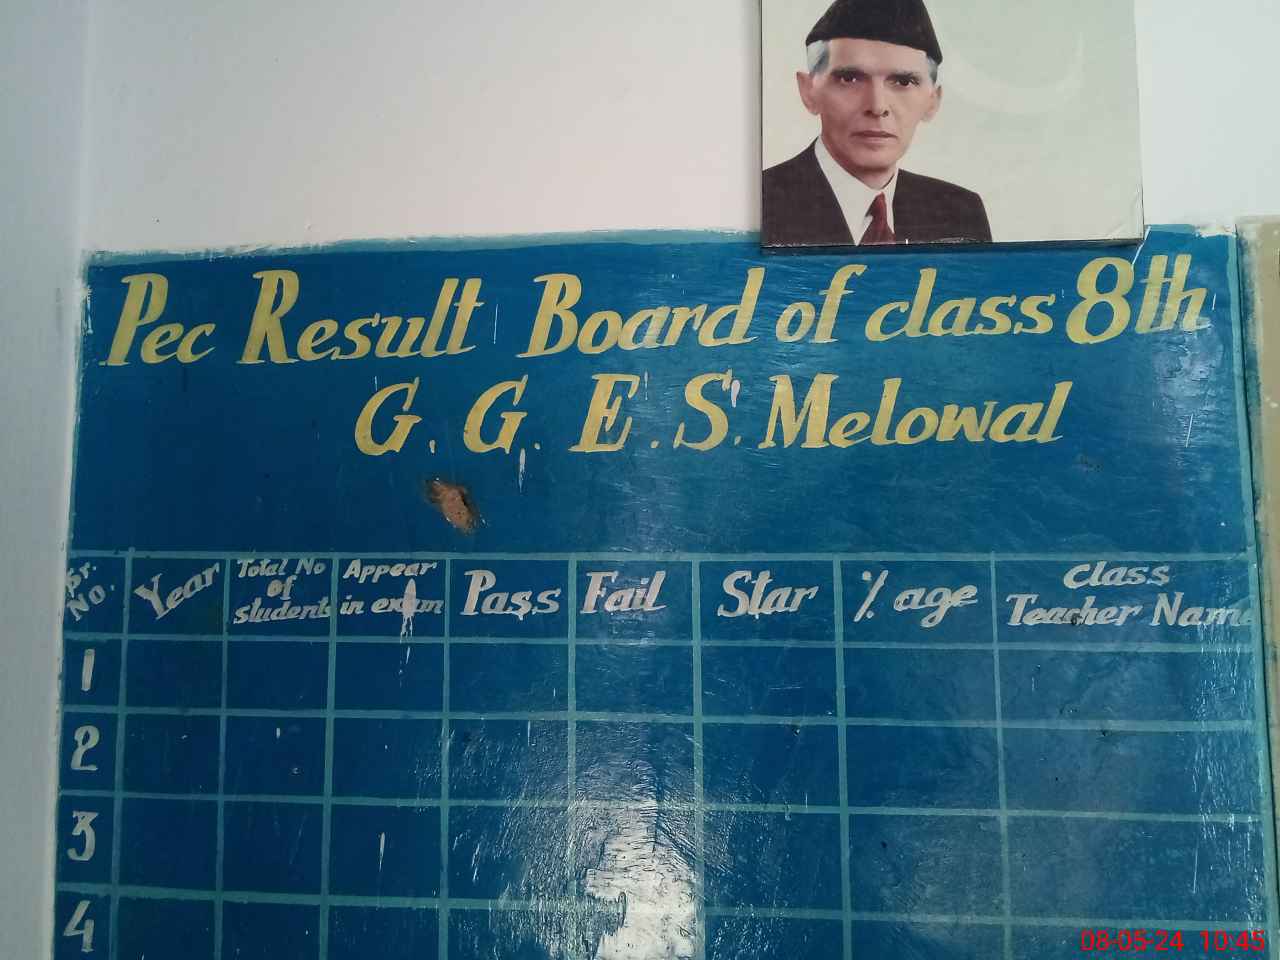 Pec Result Board of class 8th
G.G.E.S.Melowal
Sr. No.
Year
Total No of students
Appear in exam
Pass
Fail
Star
% age
Class Teacher Name
1
2
3
4
08-05-24 10:45